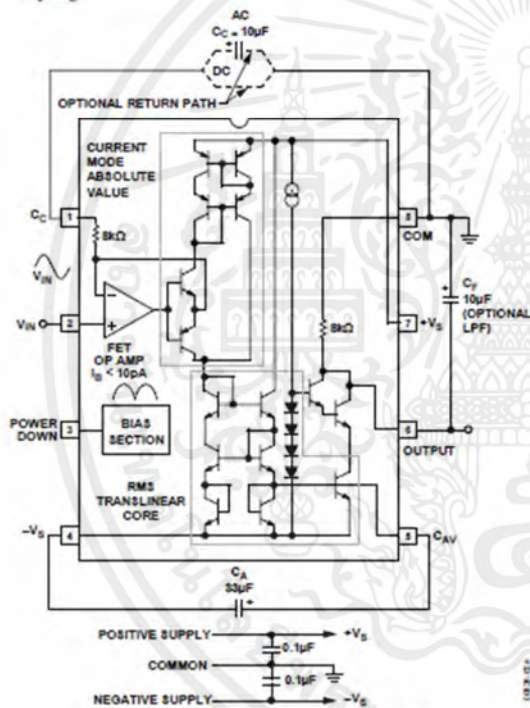 AC
CC = 10µF
DC
OPTIONAL RETURN PATH
CURRENT
MODE
ABSOLUTE
VALUE
CC
1
8kΩ
8
COM
VIN
CF
10µF
(OPTIONAL
LPF)
VIN
2
8kΩ
7
+VS
FET
OP AMP
IB < 10pA
POWER
DOWN
3
BIAS
SECTION
6
OUTPUT
RMS
TRANSLINEAR
CORE
–VS
4
5
CAV
CA
33µF
POSITIVE SUPPLY
+VS
0.1µF
COMMON
0.1µF
NEGATIVE SUPPLY
–VS